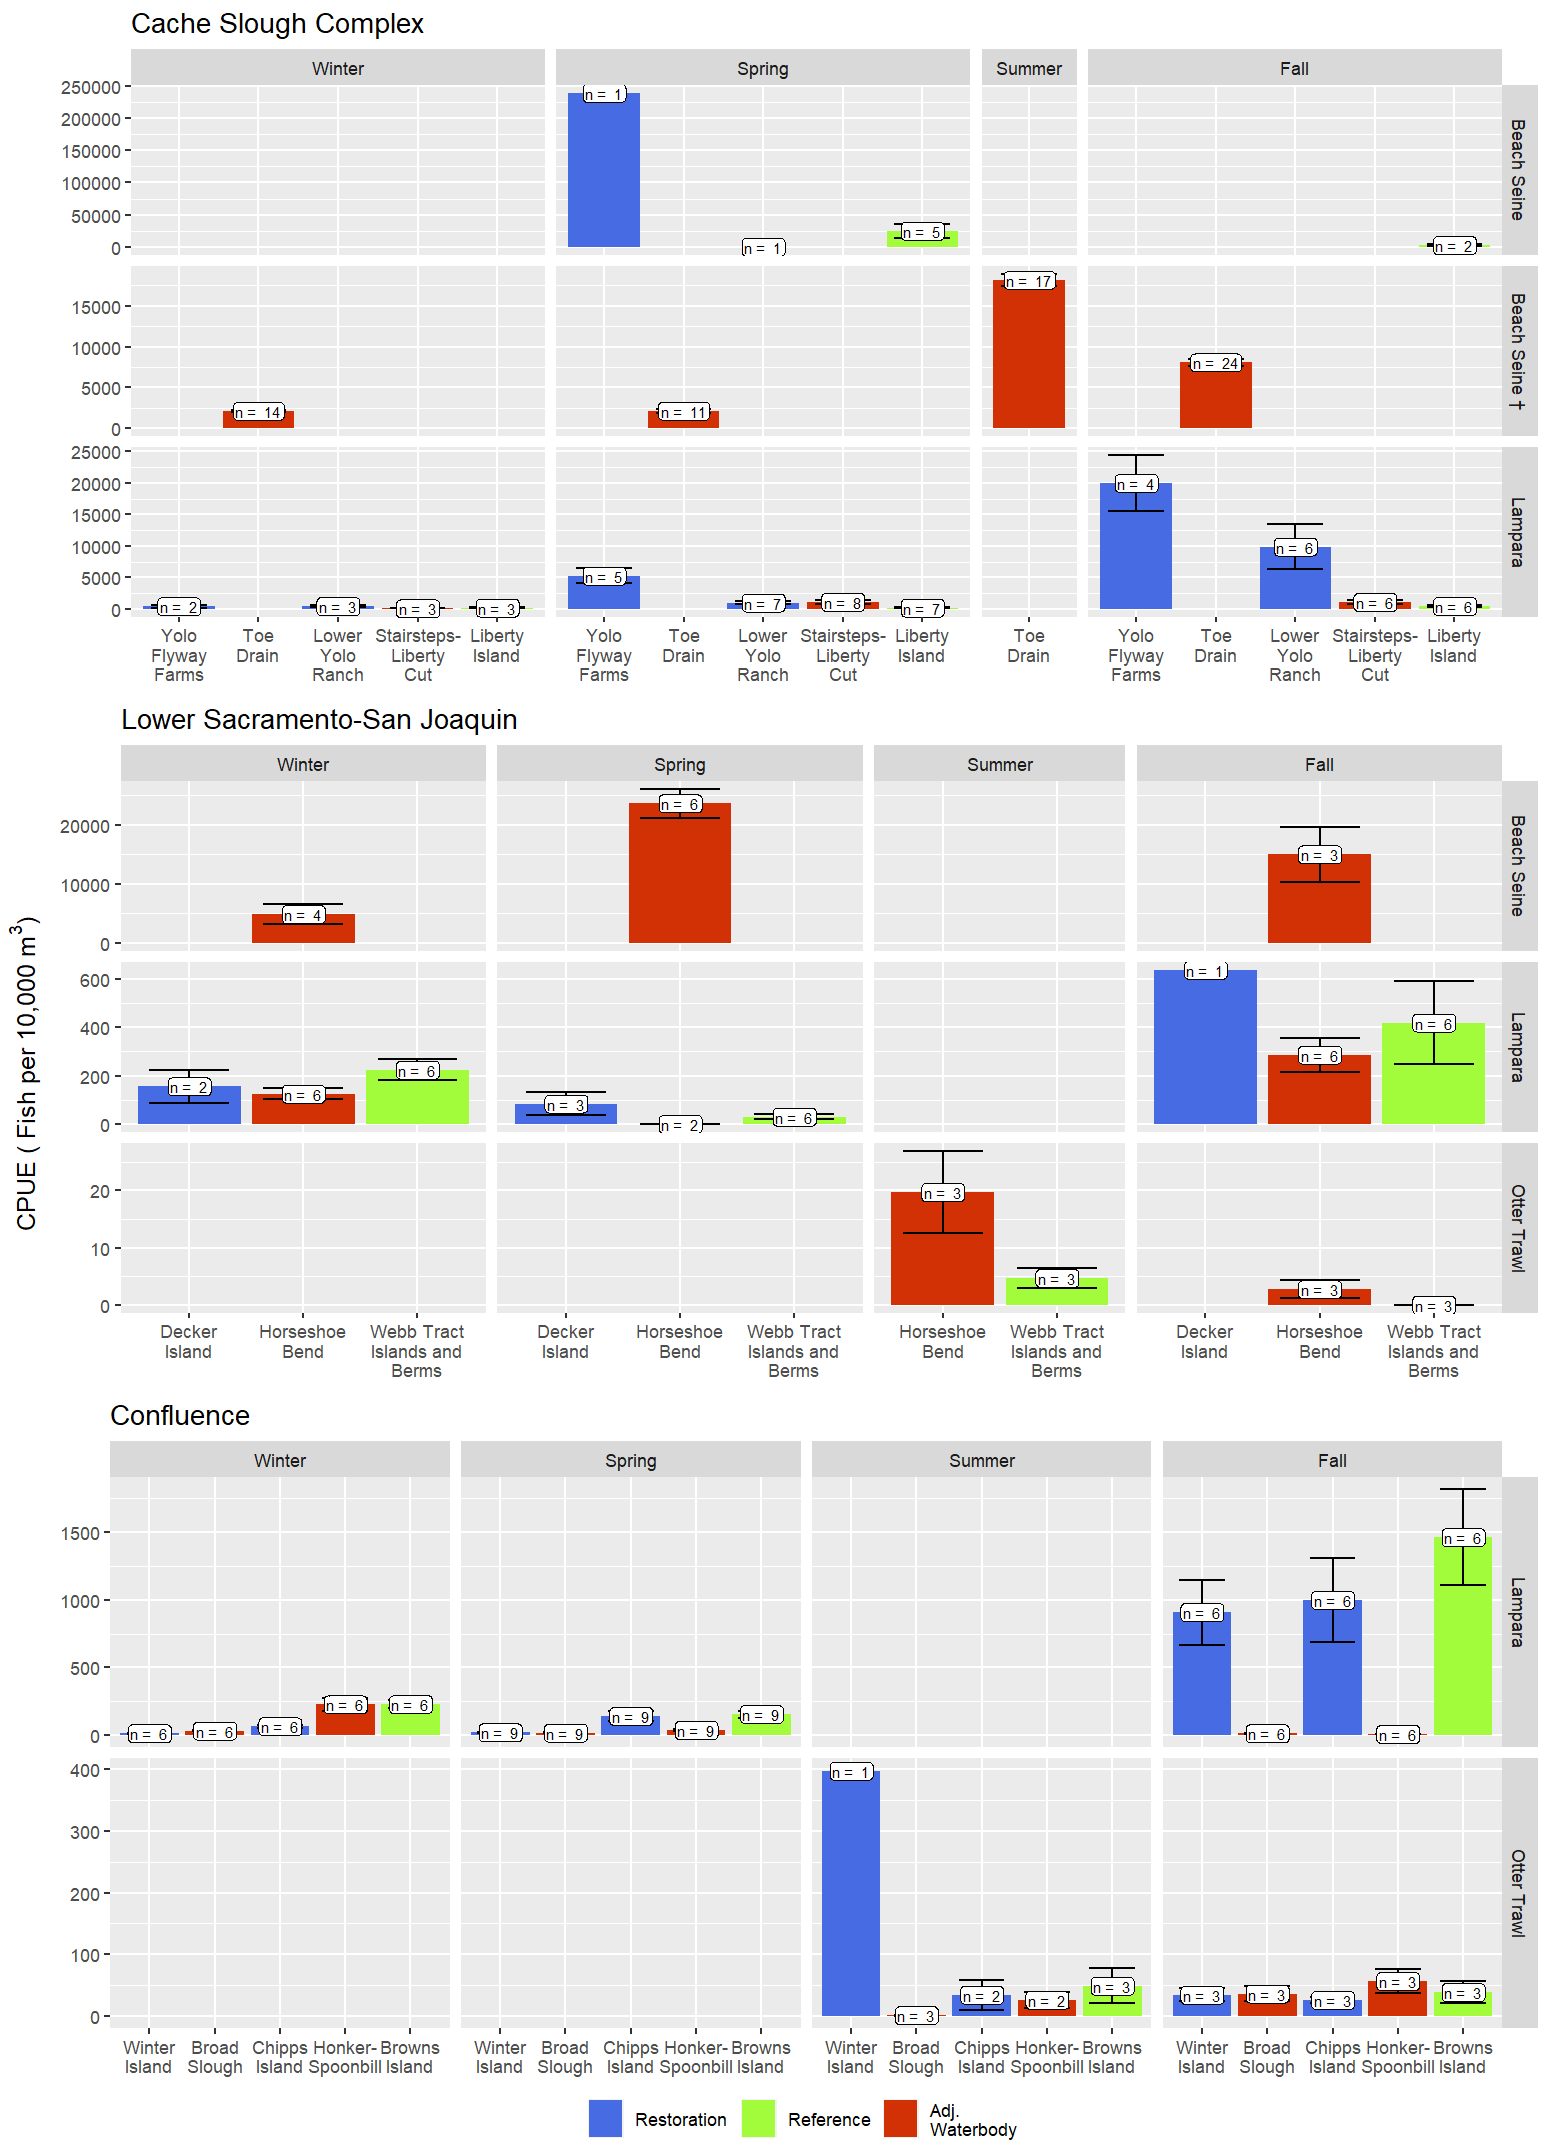 Cache Slough Complex
Winter Spring Summer Fall
250000
200000
150000
100000
50000
0
n = 1
n = 1
n = 5
n = 2
Beach Seine
15000
10000
5000
0
n = 14
n = 11
n = 17
n = 24
Beach Seine †
25000
20000
15000
10000
5000
0
n = 2
n = 3
n = 3
n = 3
n = 5
n = 7
n = 8
n = 7
n = 4
n = 6
n = 6
n = 6
Lampara
Yolo Toe Lower Stairsteps- Liberty Yolo Toe Lower Stairsteps- Liberty Toe Yolo Toe Lower Stairsteps- Liberty
Flyway Drain Yolo Liberty Island Flyway Drain Yolo Liberty Island Drain Flyway Drain Yolo Liberty Island
Farms Ranch Cut Farms Ranch Cut Farms Ranch Cut
Lower Sacramento-San Joaquin
Winter Spring Summer Fall
20000
10000
0
n = 4
n = 6
n = 3
Beach Seine
600
400
200
0
n = 2
n = 6
n = 6
n = 3
n = 2
n = 6
n = 1
n = 6
n = 6
Lampara
20
10
0
n = 3
n = 3
n = 3
n = 3
Otter Trawl
Decker Horseshoe Webb Tract Decker Horseshoe Webb Tract Horseshoe Webb Tract Decker Horseshoe Webb Tract
Island Bend Islands and Island Bend Islands and Bend Islands and Island Bend Islands and
Berms Berms Berms Berms
CPUE ( Fish per 10,000 m³)
Confluence
Winter Spring Summer Fall
1500
1000
500
0
n = 6
n = 6
n = 6
n = 6
n = 6
n = 9
n = 9
n = 9
n = 9
n = 9
n = 6
n = 6
n = 6
n = 6
n = 6
Lampara
400
300
200
100
0
n = 1
n = 3
n = 2
n = 2
n = 3
n = 3
n = 3
n = 3
n = 3
n = 3
Otter Trawl
Winter Broad Chipps Honker- Browns Winter Broad Chipps Honker- Browns Winter Broad Chipps Honker- Browns Winter Broad Chipps Honker- Browns
Island Slough Island Spoonbill Island Island Slough Island Spoonbill Island Island Slough Island Spoonbill Island Island Slough Island Spoonbill Island
Restoration Reference Adj.
Waterbody